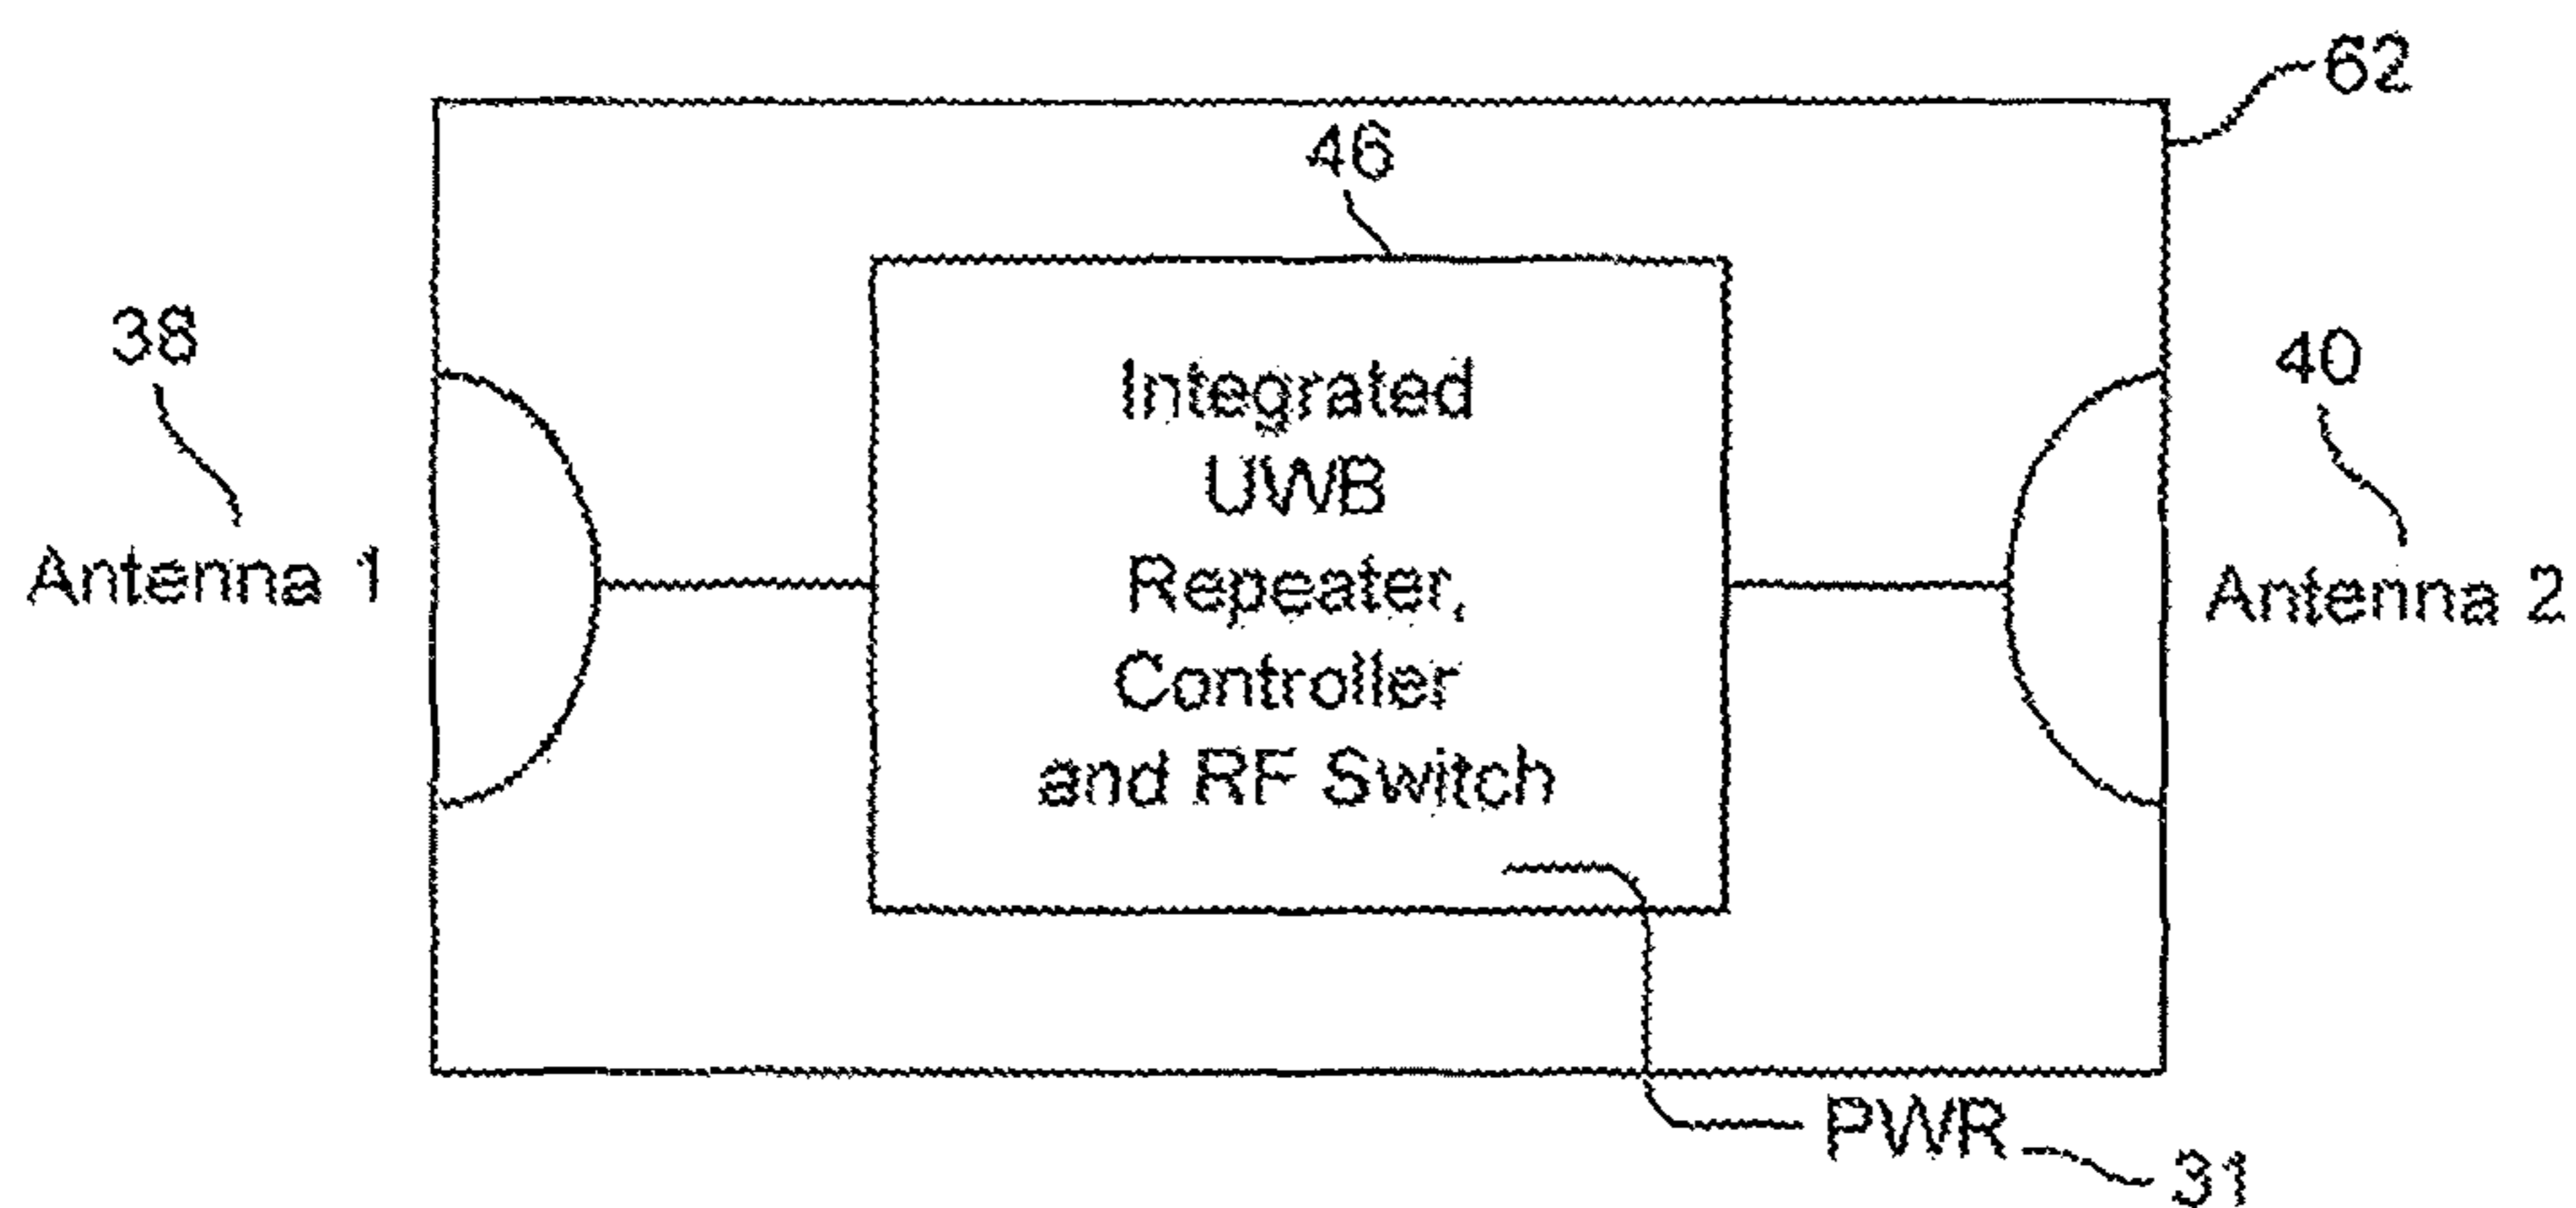 62
46
38
40
Integrated
UWB
Repeater,
Controller
and RF Switch
Antenna 1
Antenna 2
PWR
31